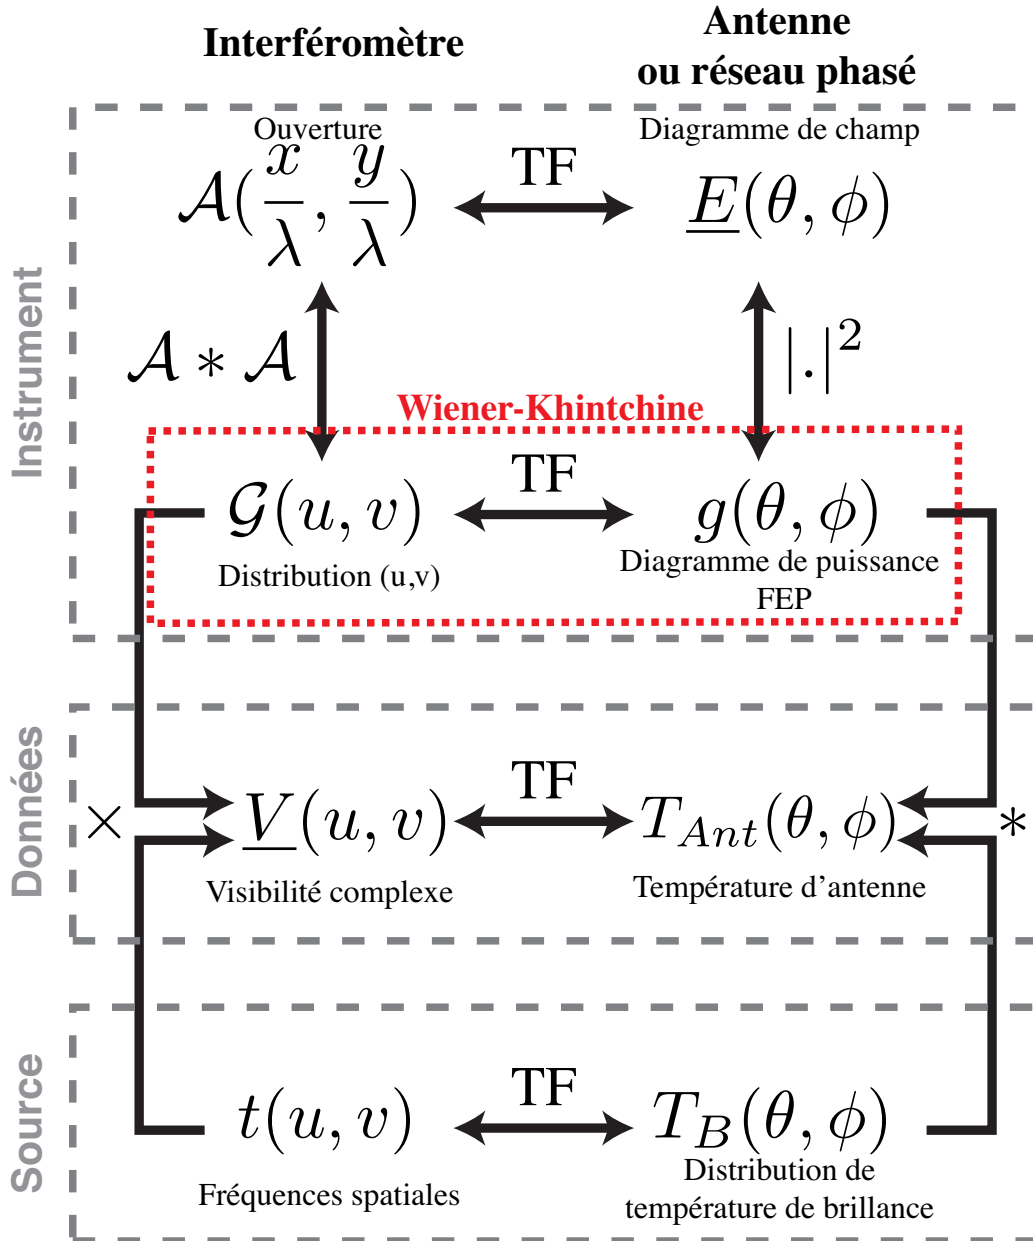 Interféromètre
Antenne
ou réseau phasé
Instrument
Ouverture
𝒜(x/λ, y/λ)
TF
Diagramme de champ
E(θ, ϕ)
𝒜 ∗ 𝒜
|.|²
Wiener-Khintchine
𝒢(u, v)
Distribution (u,v)
TF
g(θ, ϕ)
Diagramme de puissance
FEP
Données
×
V(u, v)
Visibilité complexe
TF
T_Ant(θ, ϕ)
Température d'antenne
∗
Source
t(u, v)
Fréquences spatiales
TF
T_B(θ, ϕ)
Distribution de
température de brillance